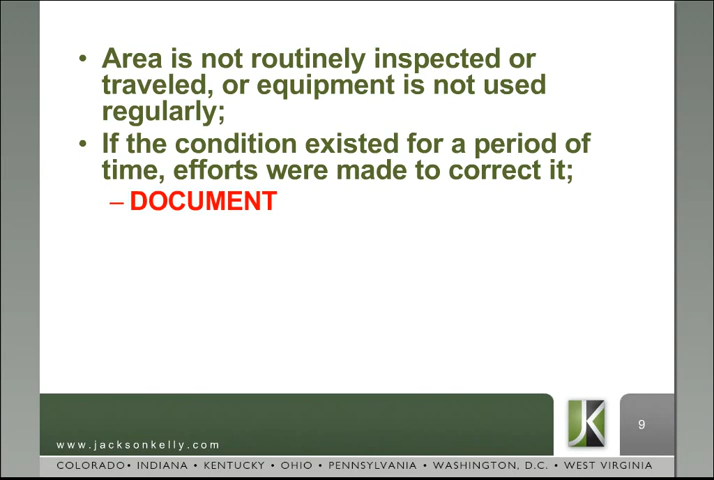 • Area is not routinely inspected or
traveled, or equipment is not used
regularly;
• If the condition existed for a period of
time, efforts were made to correct it;
– DOCUMENT
JK
9
www.jacksonkelly.com
COLORADO • INDIANA • KENTUCKY • OHIO • PENNSYLVANIA • WASHINGTON, D.C. • WEST VIRGINIA